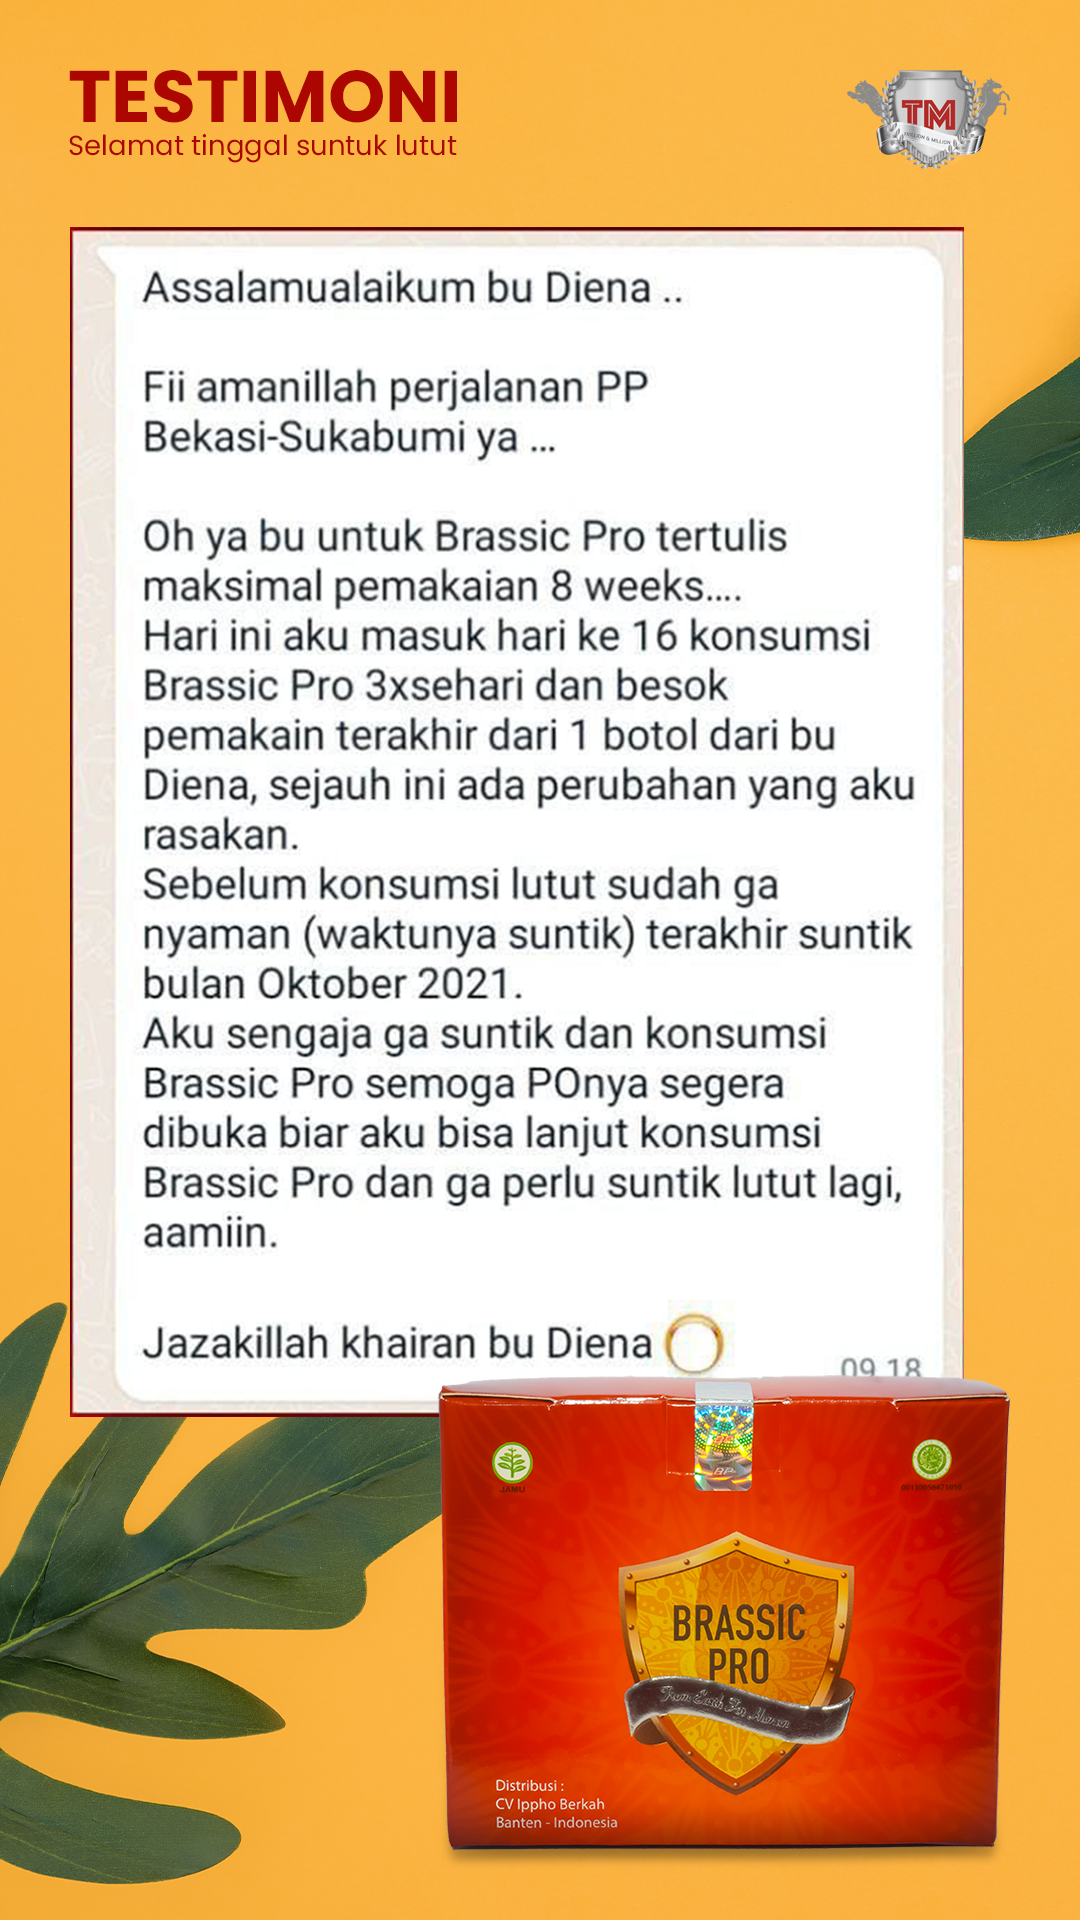 TESTIMONI
Selamat tinggal suntuk lutut
TM
Assalamualaikum bu Diena ..
Fii amanillah perjalanan PP
Bekasi-Sukabumi ya ...
Oh ya bu untuk Brassic Pro tertulis
maksimal pemakaian 8 weeks....
Hari ini aku masuk hari ke 16 konsumsi
Brassic Pro 3xsehari dan besok
pemakain terakhir dari 1 botol dari bu
Diena, sejauh ini ada perubahan yang aku
rasakan.
Sebelum konsumsi lutut sudah ga
nyaman (waktunya suntik) terakhir suntik
bulan Oktober 2021.
Aku sengaja ga suntik dan konsumsi
Brassic Pro semoga POnya segera
dibuka biar aku bisa lanjut konsumsi
Brassic Pro dan ga perlu suntik lutut lagi,
aamiin.
Jazakillah khairan bu Diena
09.18
JAMU
BP
BRASSIC
PRO
From Earth For Human
Distribusi :
CV Ippho Berkah
Banten - Indonesia